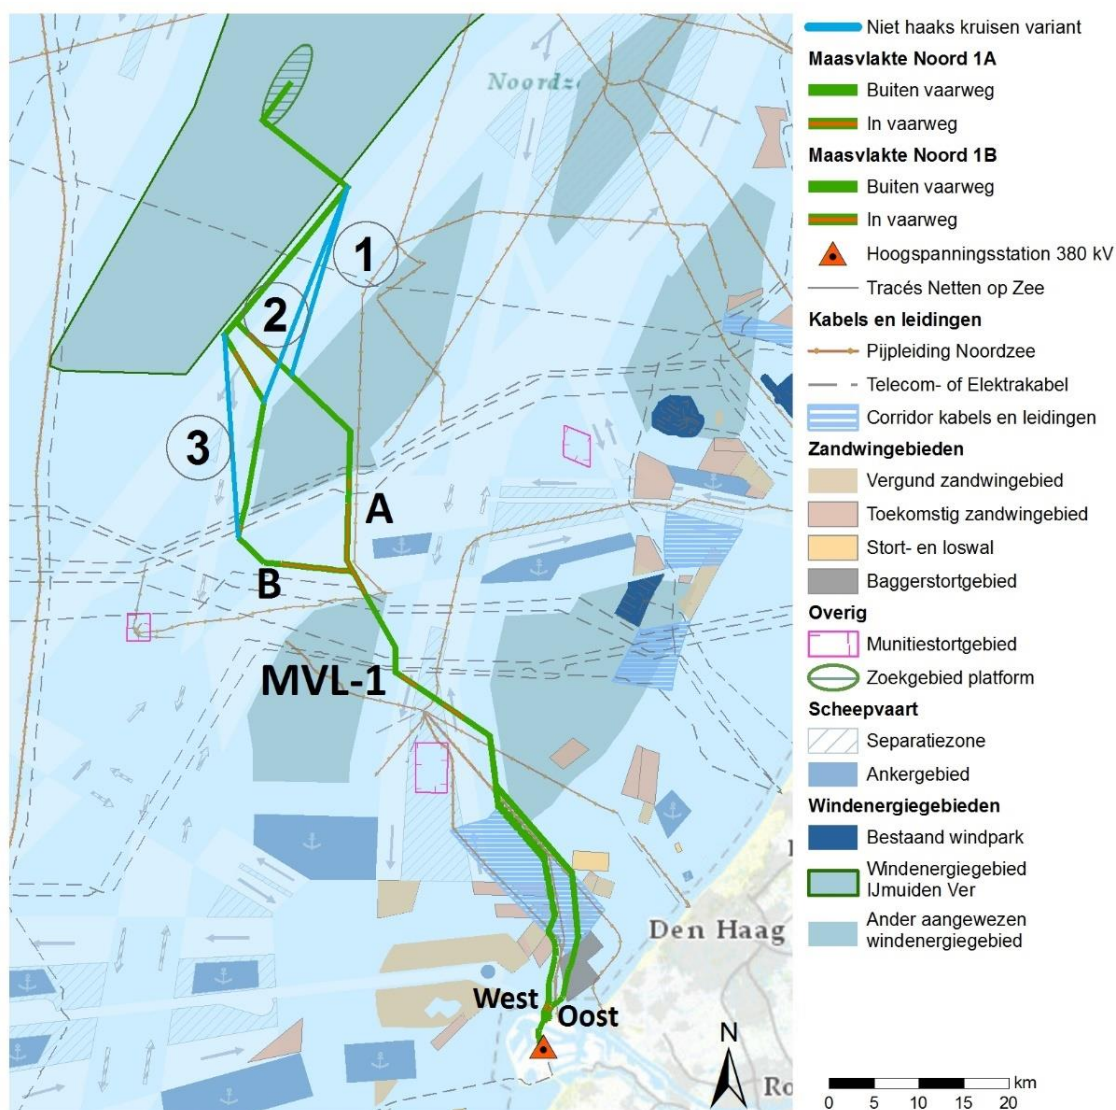 Noordze
1
2
3
A
B
MVL-1
Den Haag
West
Oost
N
Ro
Niet haaks kruisen variant
Maasvlakte Noord 1A
Buiten vaarweg
In vaarweg
Maasvlakte Noord 1B
Buiten vaarweg
In vaarweg
Hoogspanningsstation 380 kV
Tracés Netten op Zee
Kabels en leidingen
Pijpleiding Noordzee
Telecom- of Elektrakabel
Corridor kabels en leidingen
Zandwingebieden
Vergund zandwingebied
Toekomstig zandwingebied
Stort- en loswal
Baggerstortgebied
Overig
Munitiestortgebied
Zoekgebied platform
Scheepvaart
Separatiezone
Ankergebied
Windenergiegebieden
Bestaand windpark
Windenergiegebied
IJmuiden Ver
Ander aangewezen
windenergiegebied
km
0 5 10 15 20